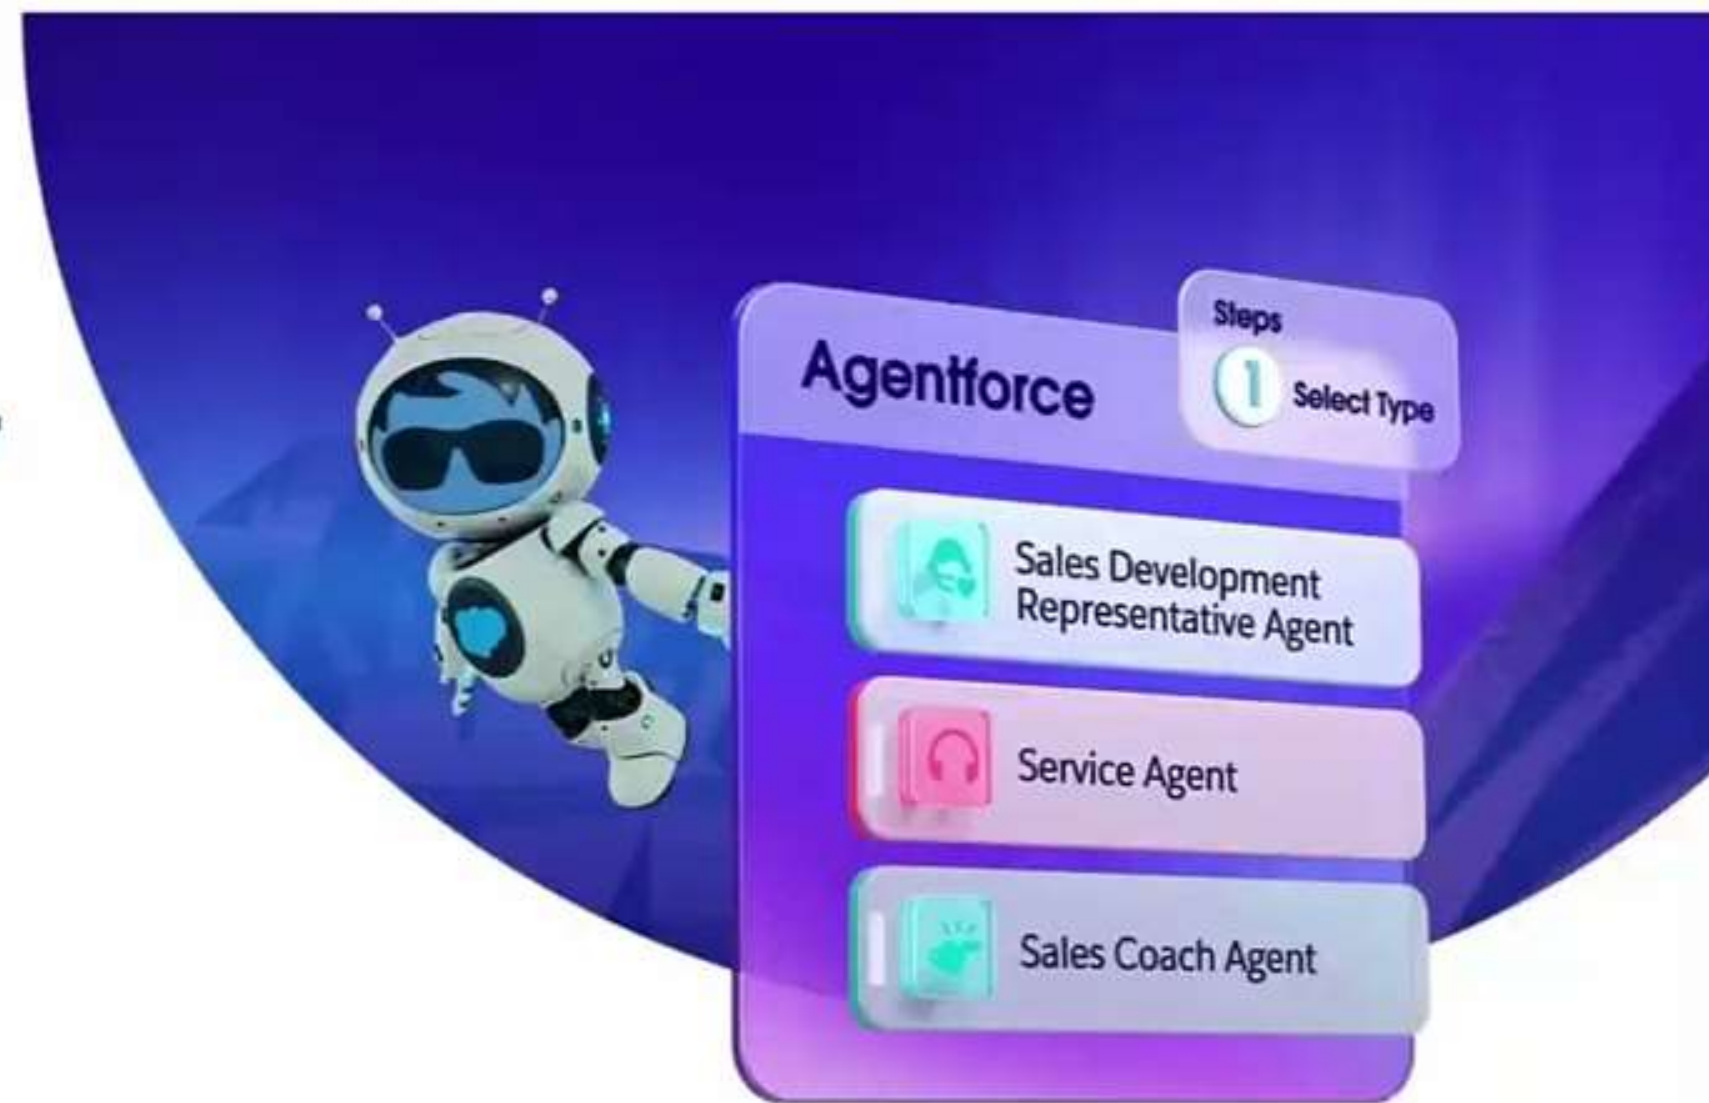 Agentforce
Steps
1 Select Type
Sales Development
Representative Agent
Service Agent
Sales Coach Agent